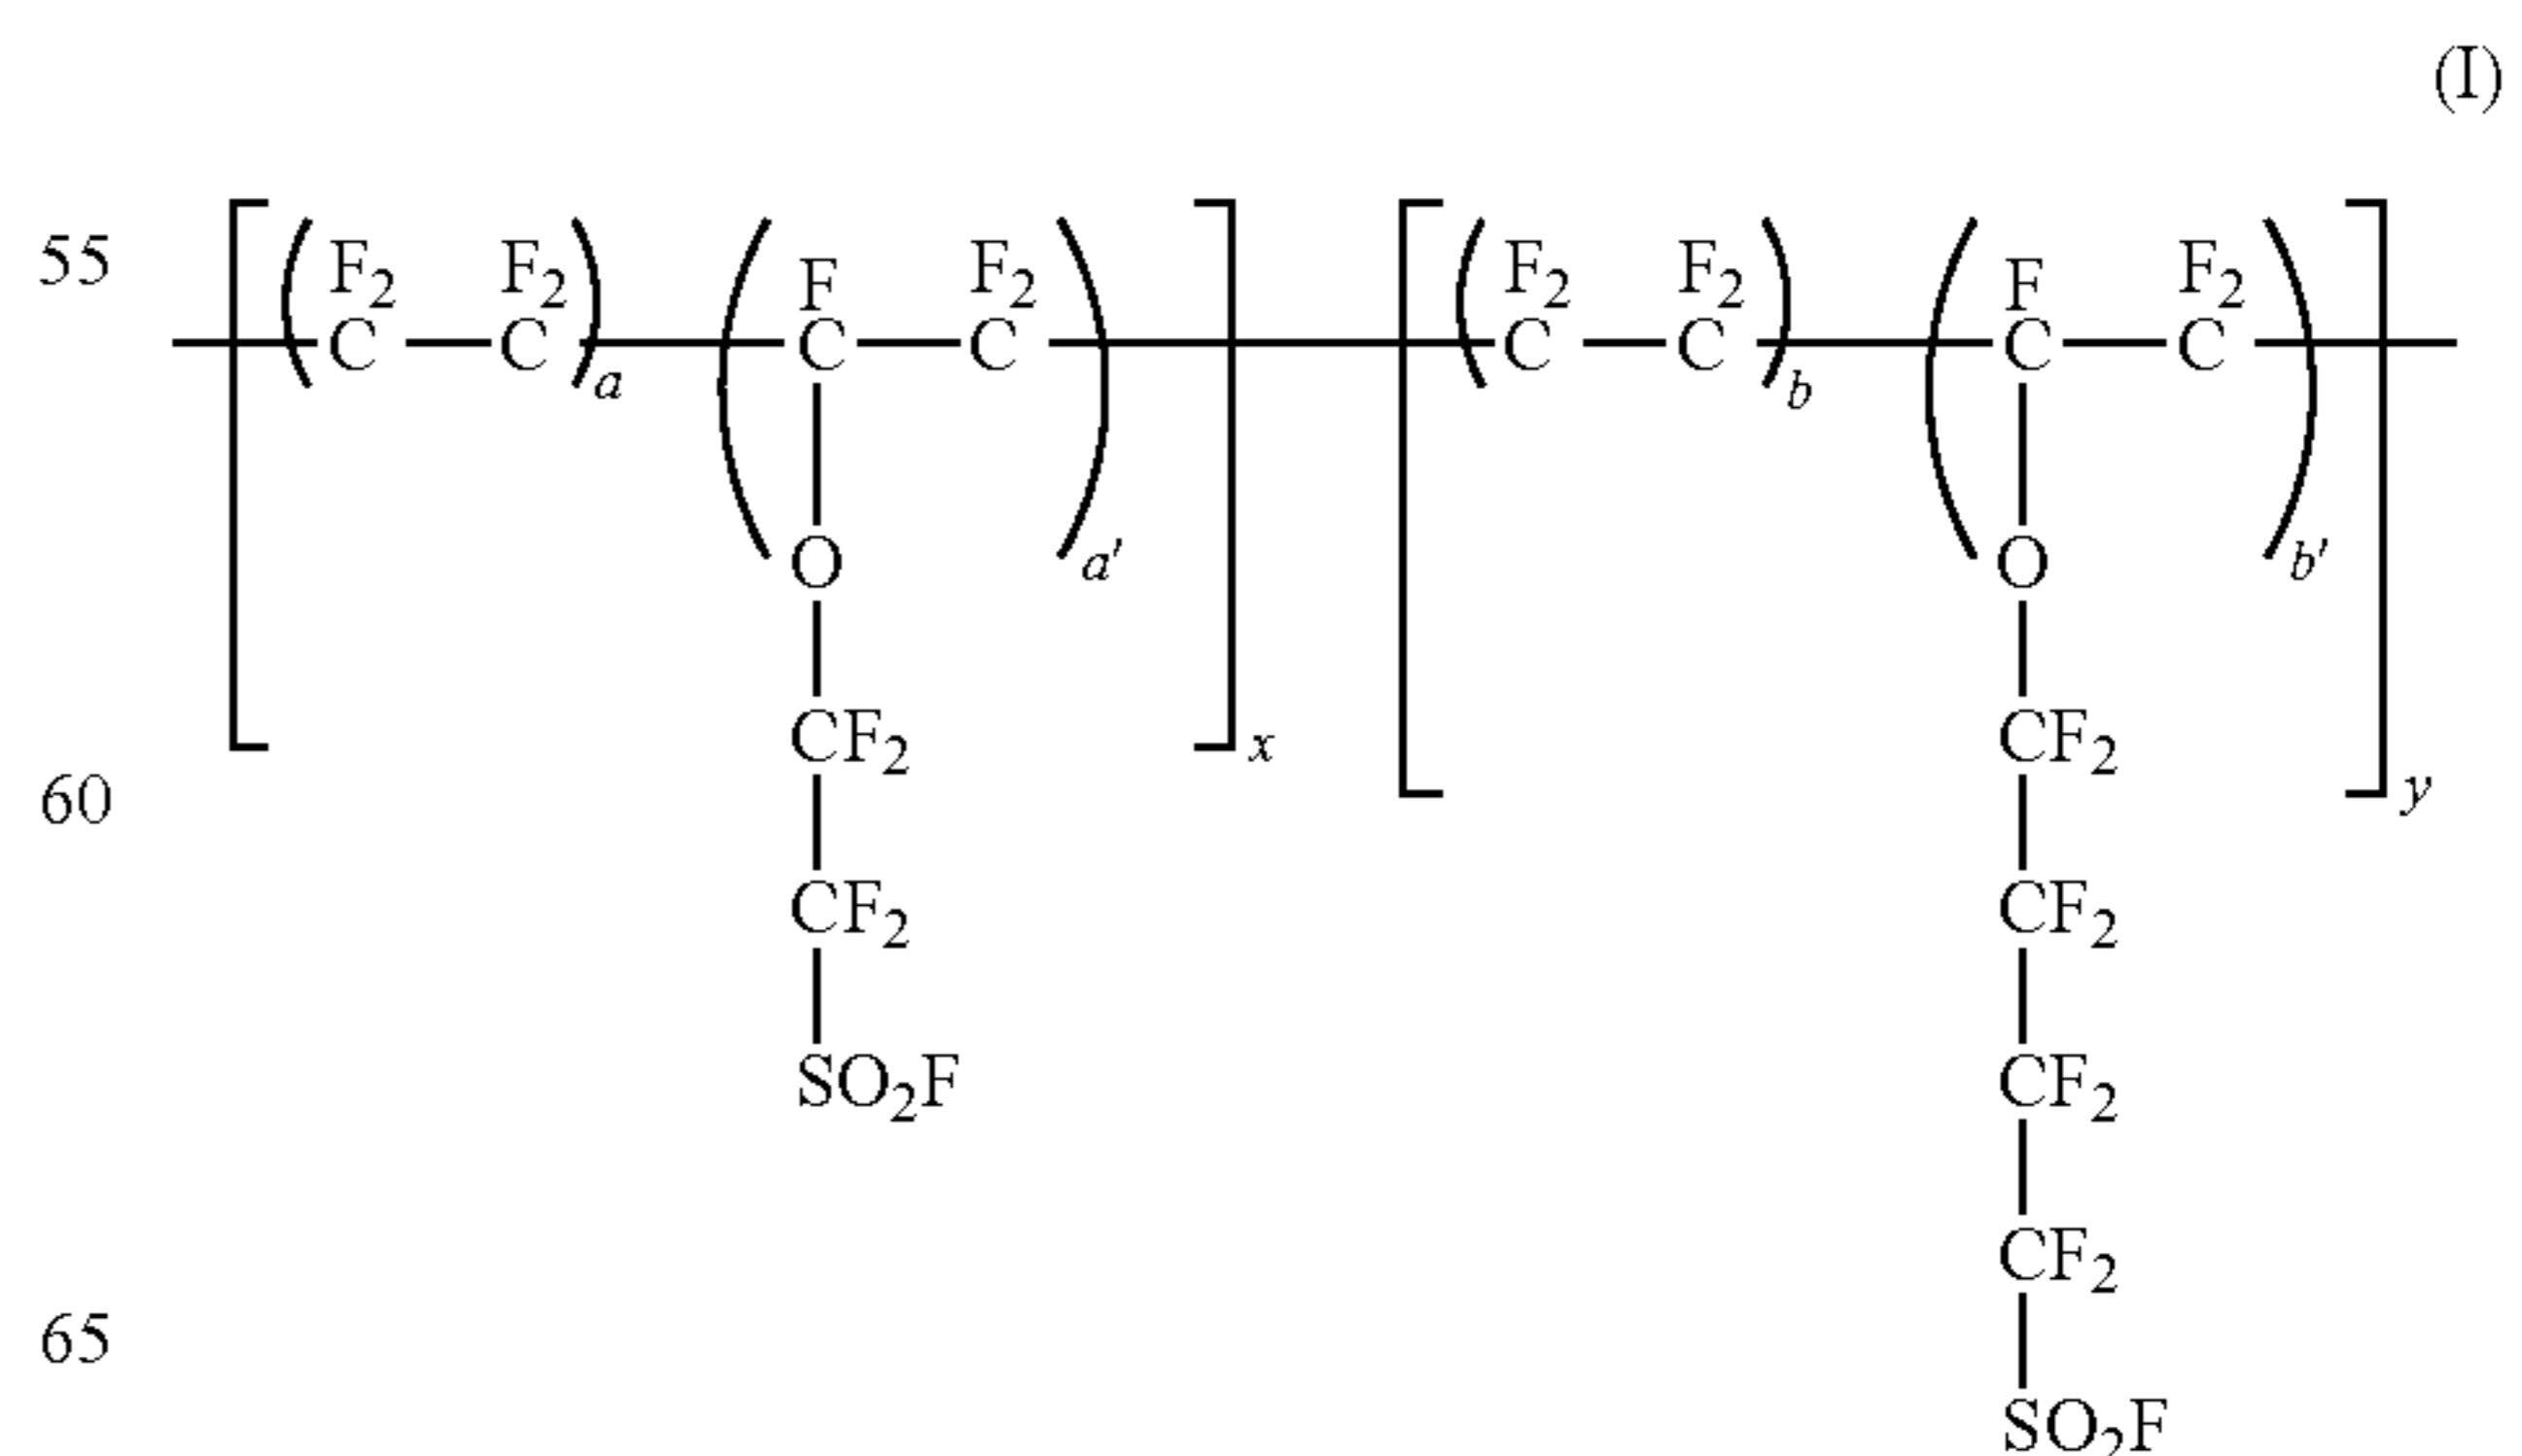 (I)
55 F₂ F₂ F F₂ F₂ F₂ F F₂
C C a C C C C b C C
O a' O b'
CF₂ x CF₂
60 y
CF₂ CF₂
SO₂F CF₂
CF₂
65
SO₂F